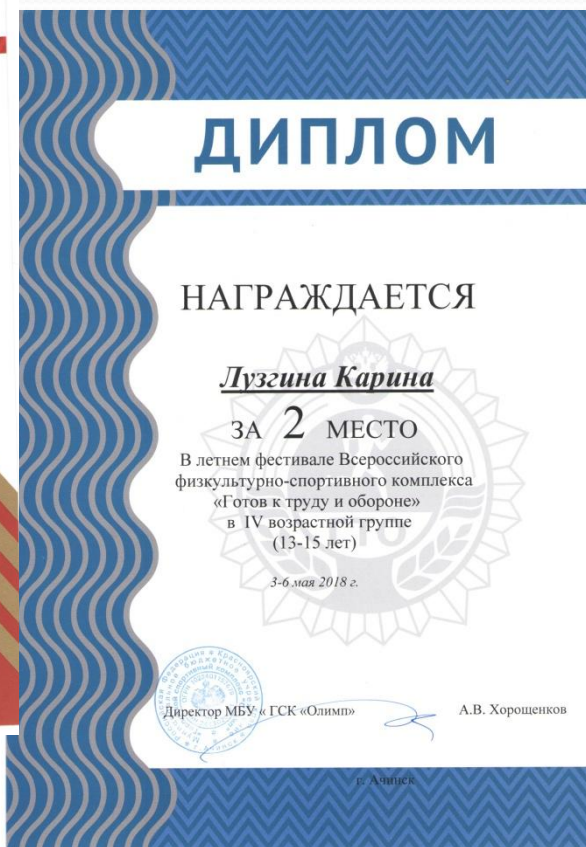 ДИПЛОМ
НАГРАЖДАЕТСЯ
Лузгина Карина
ЗА 2 МЕСТО
В летнем фестивале Всероссийского
физкультурно-спортивного комплекса
«Готов к труду и обороне»
в IV возрастной группе
(13-15 лет)
3-6 мая 2018 г.
Директор МБУ « ГСК «Олимп» А.В. Хорощенков
г. Ачинск